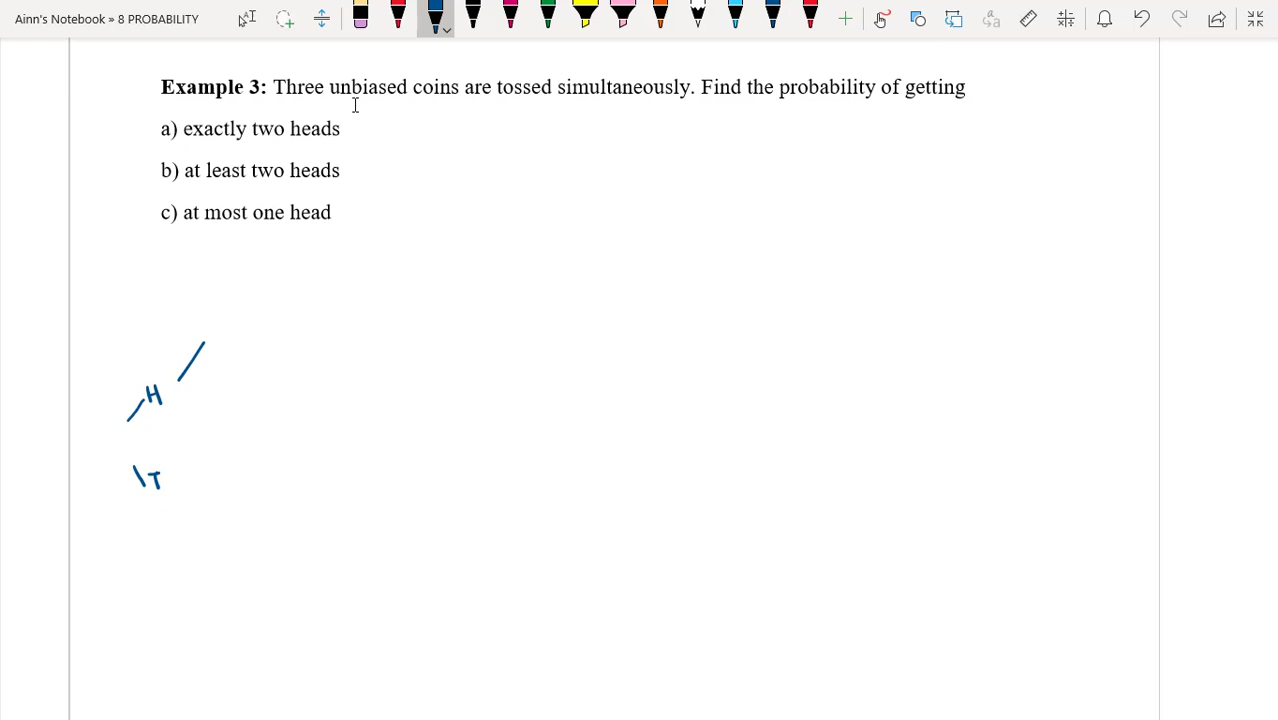 Ainn's Notebook » 8 PROBABILITY
Example 3: Three unbiased coins are tossed simultaneously. Find the probability of getting
a) exactly two heads
b) at least two heads
c) at most one head
H
T